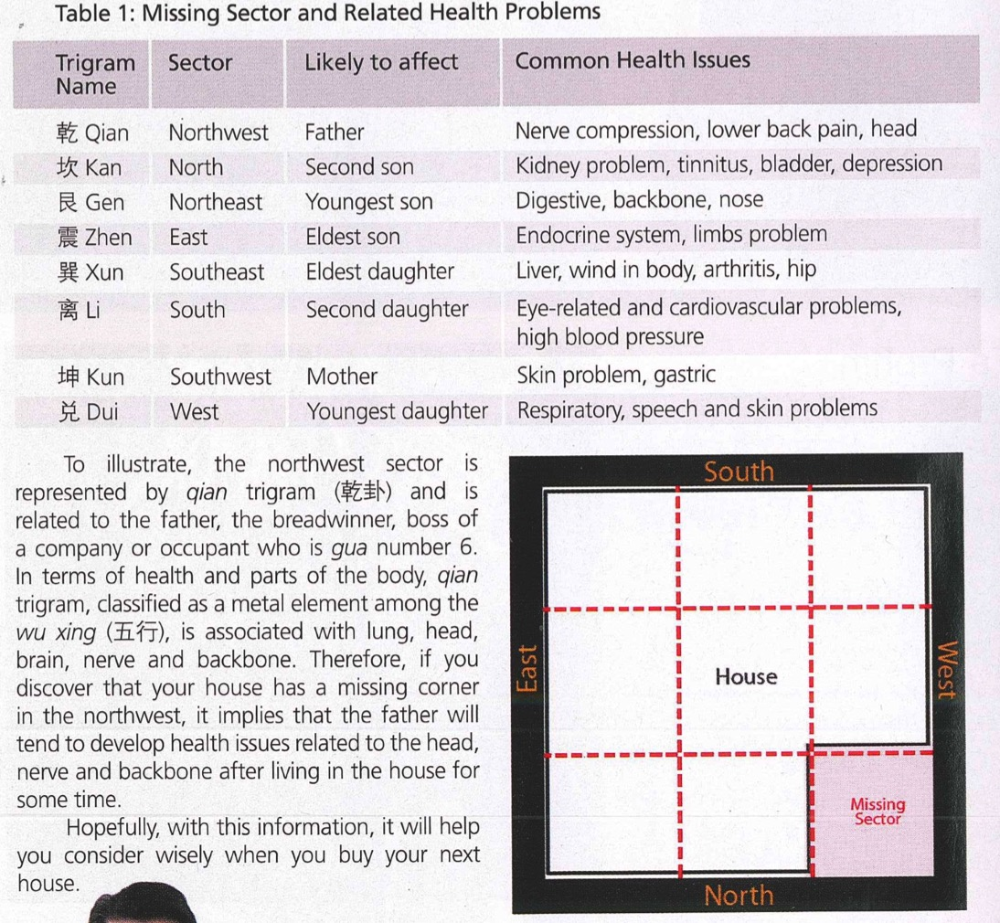 Table 1: Missing Sector and Related Health Problems
Trigram Name Sector Likely to affect Common Health Issues
乾 Qian Northwest Father Nerve compression, lower back pain, head
坎 Kan North Second son Kidney problem, tinnitus, bladder, depression
艮 Gen Northeast Youngest son Digestive, backbone, nose
震 Zhen East Eldest son Endocrine system, limbs problem
巽 Xun Southeast Eldest daughter Liver, wind in body, arthritis, hip
离 Li South Second daughter Eye-related and cardiovascular problems,
high blood pressure
坤 Kun Southwest Mother Skin problem, gastric
兑 Dui West Youngest daughter Respiratory, speech and skin problems
To illustrate, the northwest sector is
represented by qian trigram (乾卦) and is
related to the father, the breadwinner, boss of
a company or occupant who is gua number 6.
In terms of health and parts of the body, qian
trigram, classified as a metal element among the
wu xing (五行), is associated with lung, head,
brain, nerve and backbone. Therefore, if you
discover that your house has a missing corner
in the northwest, it implies that the father will
tend to develop health issues related to the head,
nerve and backbone after living in the house for
some time.
Hopefully, with this information, it will help
you consider wisely when you buy your next
house.
South
East
House
West
Missing
Sector
North